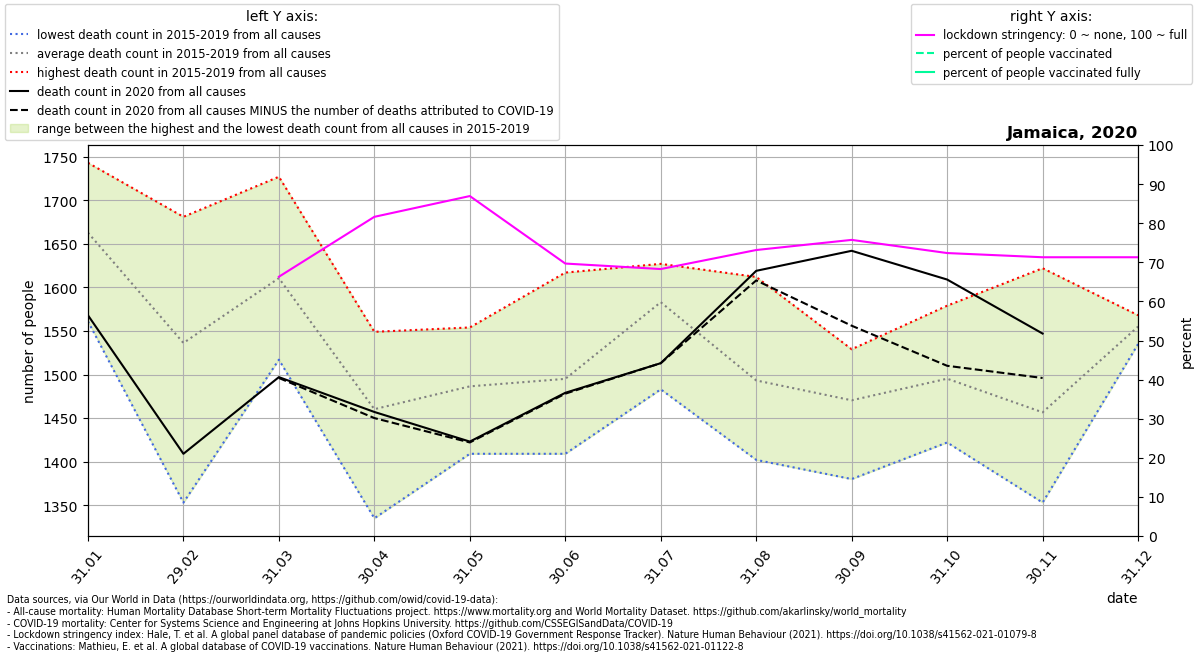 left Y axis:
lowest death count in 2015-2019 from all causes
average death count in 2015-2019 from all causes
highest death count in 2015-2019 from all causes
death count in 2020 from all causes
death count in 2020 from all causes MINUS the number of deaths attributed to COVID-19
range between the highest and the lowest death count from all causes in 2015-2019
right Y axis:
lockdown stringency: 0 ~ none, 100 ~ full
percent of people vaccinated
percent of people vaccinated fully
Jamaica, 2020
number of people
1750
1700
1650
1600
1550
1500
1450
1400
1350
100
90
80
70
60
50
40
30
20
10
0
percent
31.01
29.02
31.03
30.04
31.05
30.06
31.07
31.08
30.09
31.10
30.11
31.12
date
Data sources, via Our World in Data (https://ourworldindata.org, https://github.com/owid/covid-19-data):
- All-cause mortality: Human Mortality Database Short-term Mortality Fluctuations project. https://www.mortality.org and World Mortality Dataset. https://github.com/akarlinsky/world_mortality
- COVID-19 mortality: Center for Systems Science and Engineering at Johns Hopkins University. https://github.com/CSSEGISandData/COVID-19
- Lockdown stringency index: Hale, T. et al. A global panel database of pandemic policies (Oxford COVID-19 Government Response Tracker). Nature Human Behaviour (2021). https://doi.org/10.1038/s41562-021-01079-8
- Vaccinations: Mathieu, E. et al. A global database of COVID-19 vaccinations. Nature Human Behaviour (2021). https://doi.org/10.1038/s41562-021-01122-8